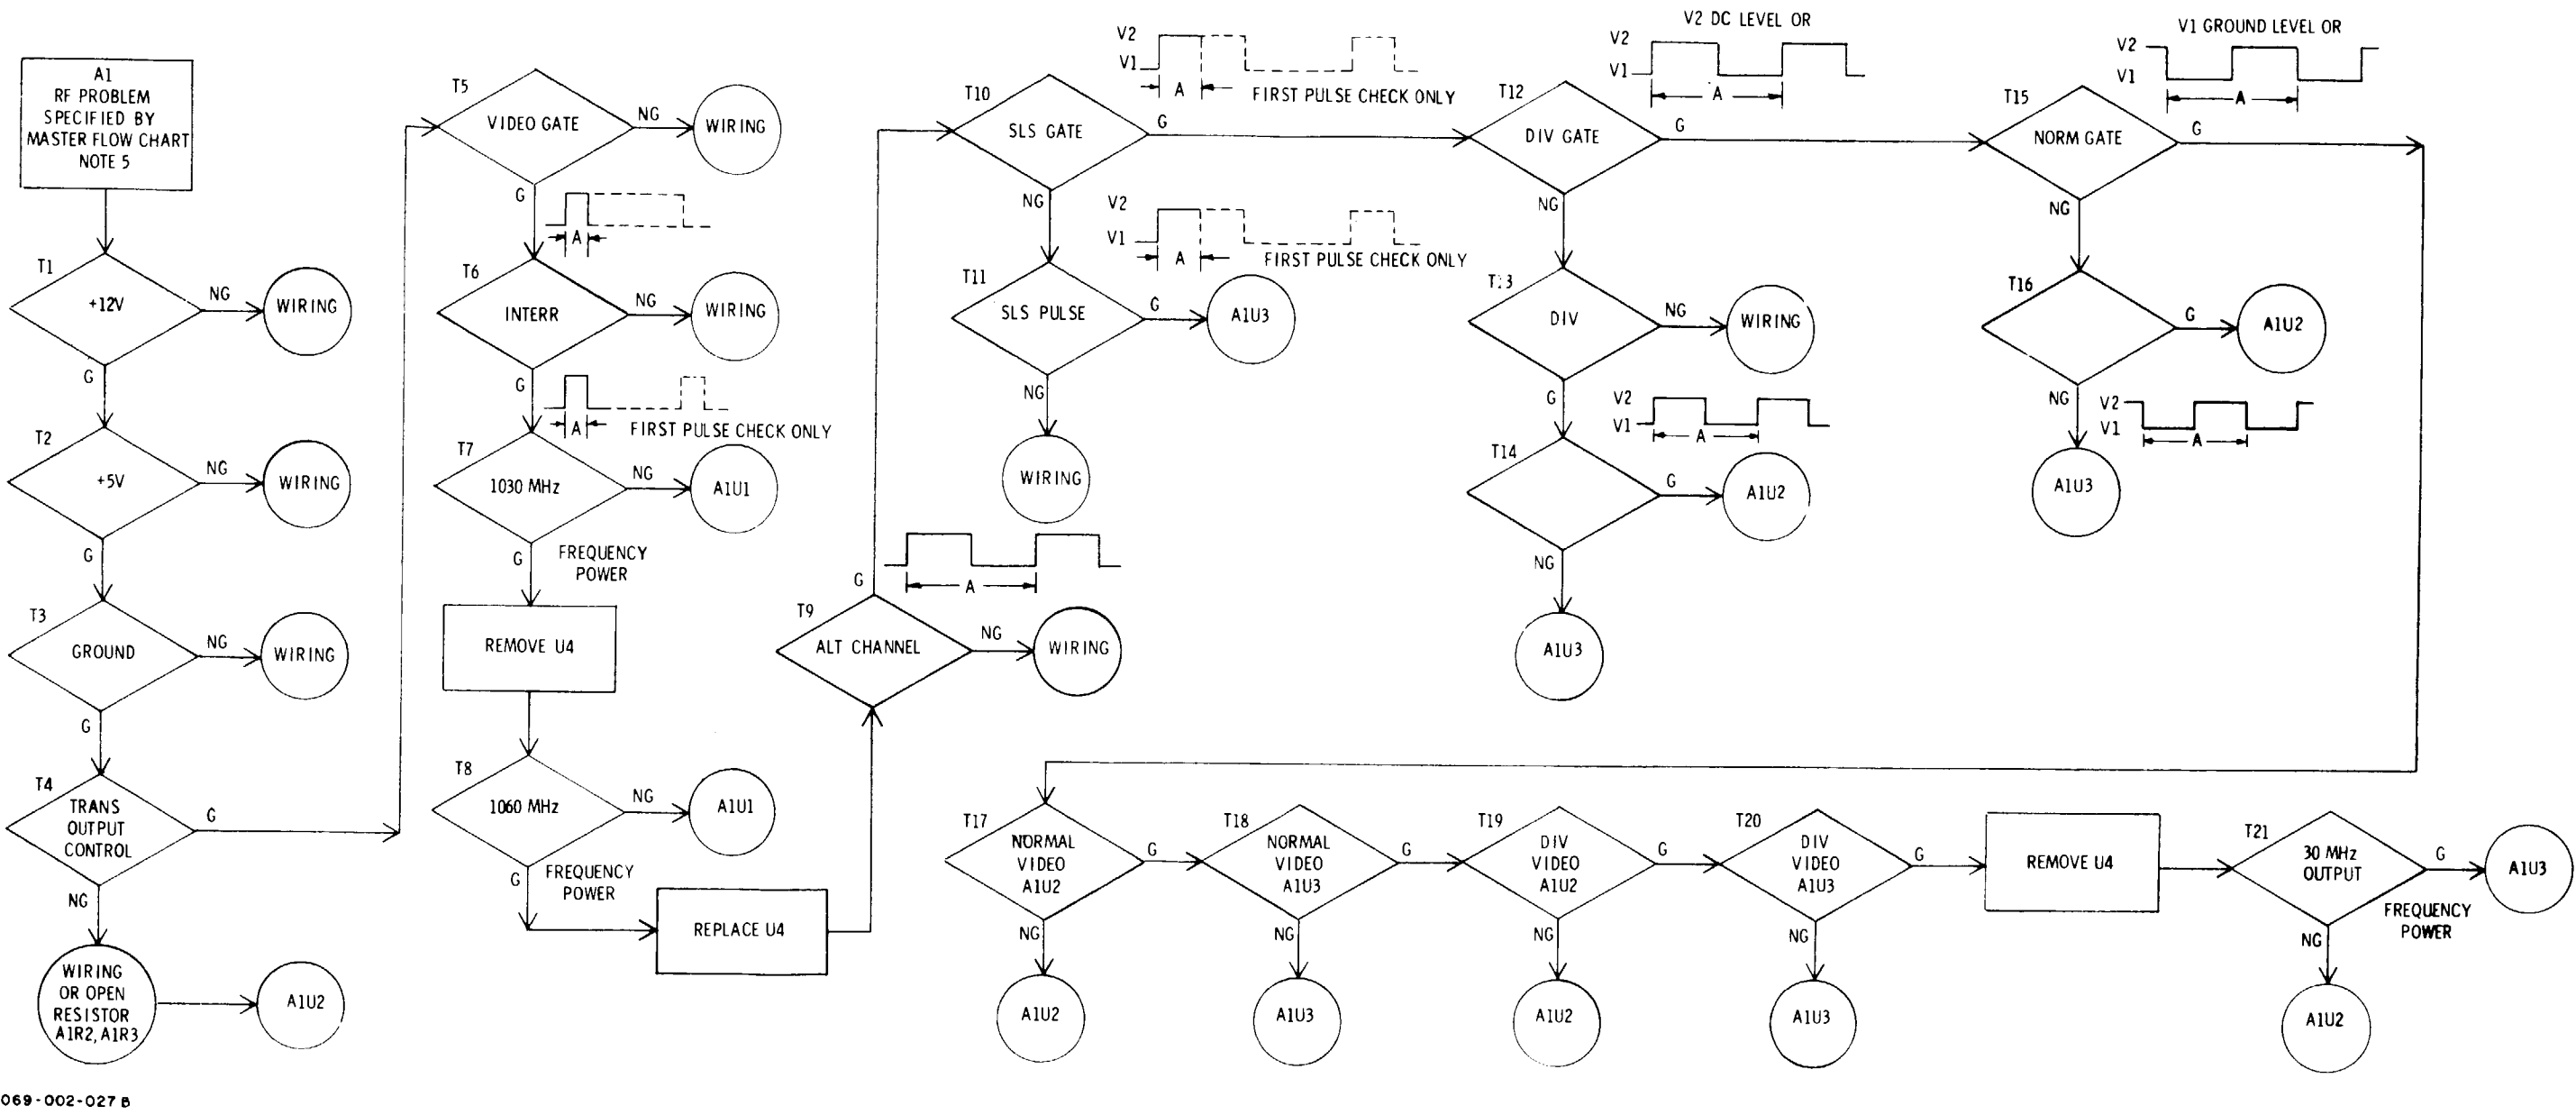 A1
RF PROBLEM
SPECIFIED BY
MASTER FLOW CHART
NOTE 5
T1
+12V
NG
WIRING
G
T2
+5V
NG
WIRING
G
T3
GROUND
NG
WIRING
G
T4
TRANS
OUTPUT
CONTROL
G
NG
WIRING
OR OPEN
RESISTOR
A1R2, A1R3
A1U2
T5
VIDEO GATE
NG
WIRING
G
A
T6
INTERR
NG
WIRING
G
A
FIRST PULSE CHECK ONLY
T7
1030 MHz
NG
A1U1
G
FREQUENCY
POWER
REMOVE U4
T8
1060 MHz
NG
A1U1
G
FREQUENCY
POWER
REPLACE U4
T9
ALT CHANNEL
NG
WIRING
G
A
T10
SLS GATE
G
V2
V1
A
FIRST PULSE CHECK ONLY
NG
V2
V1
A
FIRST PULSE CHECK ONLY
T11
SLS PULSE
G
A1U3
NG
WIRING
T12
DIV GATE
G
V2 DC LEVEL OR
V2
V1
A
NG
T13
DIV
NG
WIRING
G
V2
V1
A
T14
G
A1U2
NG
A1U3
T15
NORM GATE
G
V1 GROUND LEVEL OR
V2
V1
A
NG
T16
G
A1U2
NG
V2
V1
A
A1U3
T17
NORMAL
VIDEO
A1U2
G
NG
A1U2
T18
NORMAL
VIDEO
A1U3
G
NG
A1U3
T19
DIV
VIDEO
A1U2
G
NG
A1U2
T20
DIV
VIDEO
A1U3
G
NG
A1U3
REMOVE U4
T21
30 MHz
OUTPUT
G
A1U3
FREQUENCY
POWER
NG
A1U2
069-002-027 B